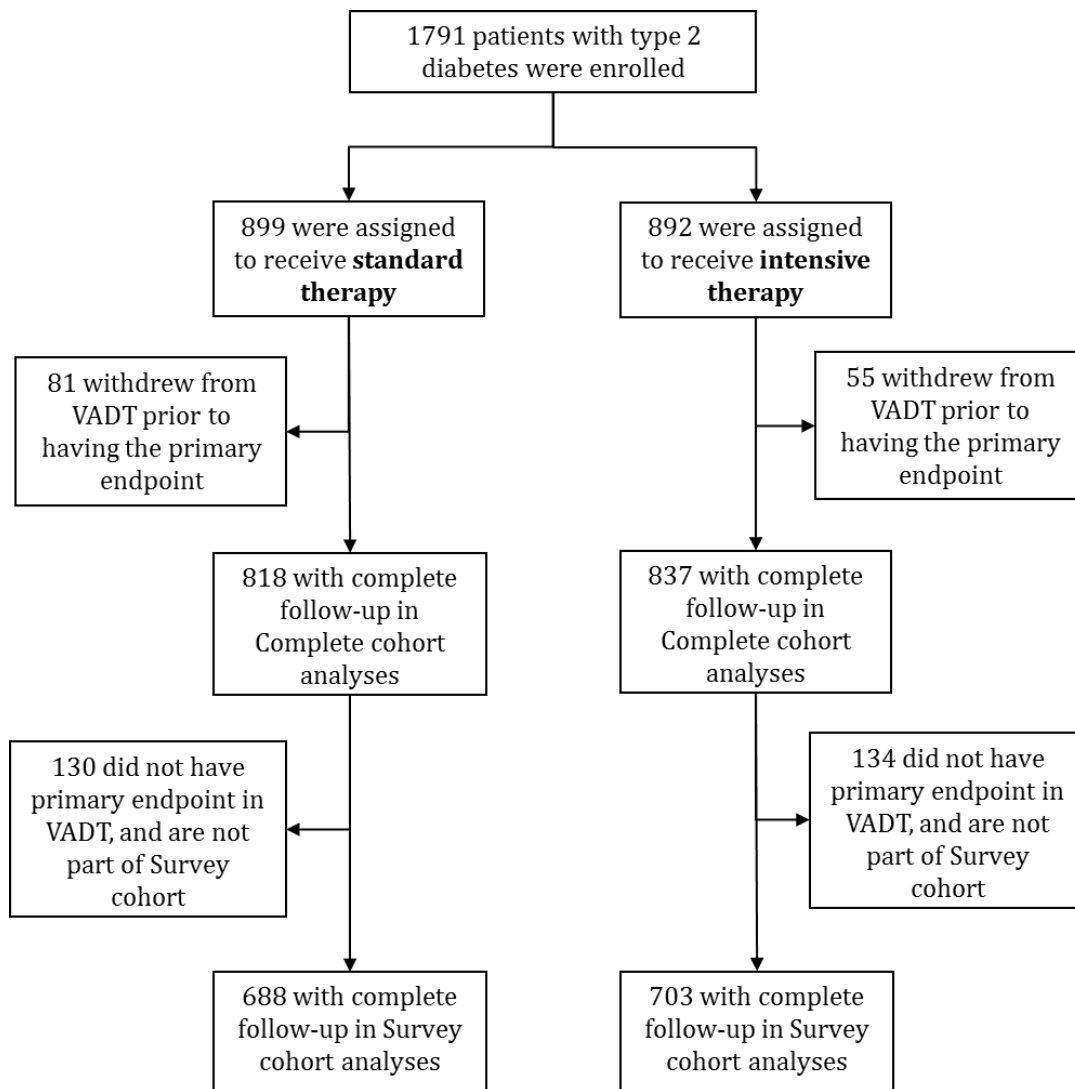 1791 patients with type 2
diabetes were enrolled
899 were assigned
to receive standard
therapy
892 were assigned
to receive intensive
therapy
81 withdrew from
VADT prior to
having the primary
endpoint
55 withdrew from
VADT prior to
having the primary
endpoint
818 with complete
follow-up in
Complete cohort
analyses
837 with complete
follow-up in
Complete cohort
analyses
130 did not have
primary endpoint in
VADT, and are not
part of Survey
cohort
134 did not have
primary endpoint in
VADT, and are not
part of Survey
cohort
688 with complete
follow-up in Survey
cohort analyses
703 with complete
follow-up in Survey
cohort analyses